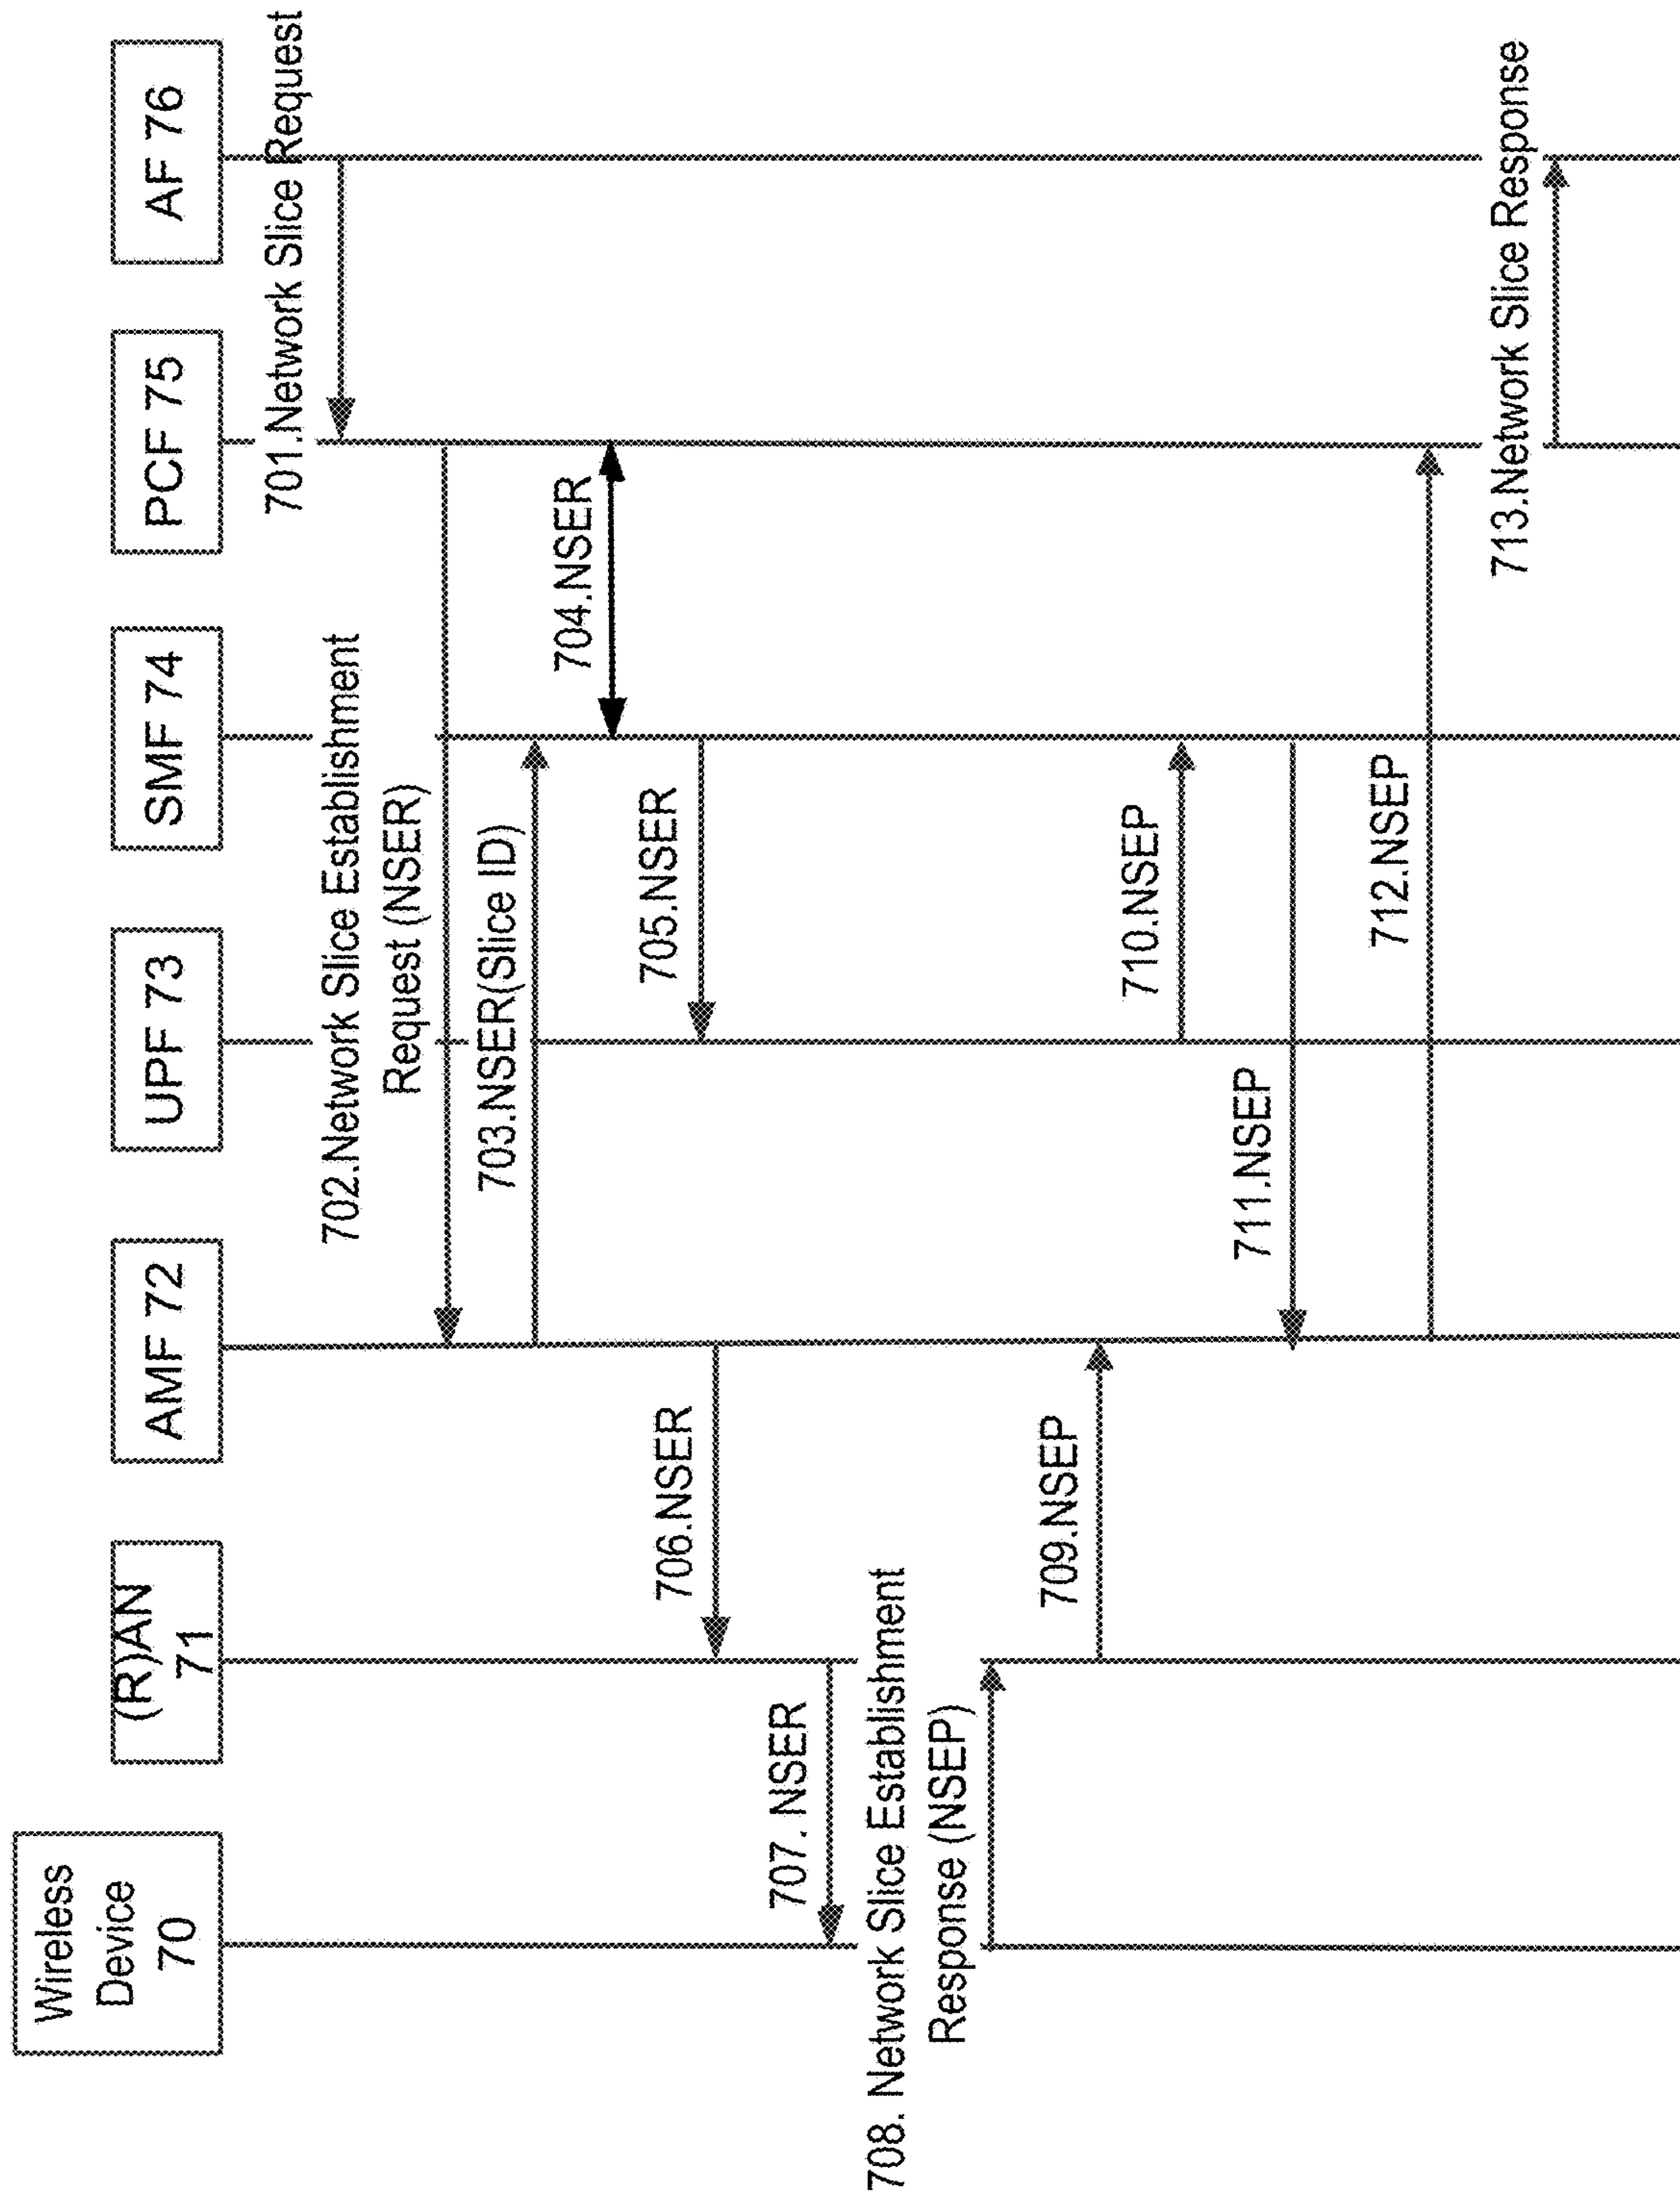 Wireless
Device
70
(R)AN
71
AMF 72
UPF 73
SMF 74
PCF 75
AF 76
701.Network Slice Request
702.Network Slice Establishment
Request (NSER)
703.NSER(Slice ID)
704.NSER
705.NSER
706.NSER
707. NSER
708. Network Slice Establishment
Response (NSEP)
709.NSEP
710.NSEP
711.NSEP
712.NSEP
713.Network Slice Response